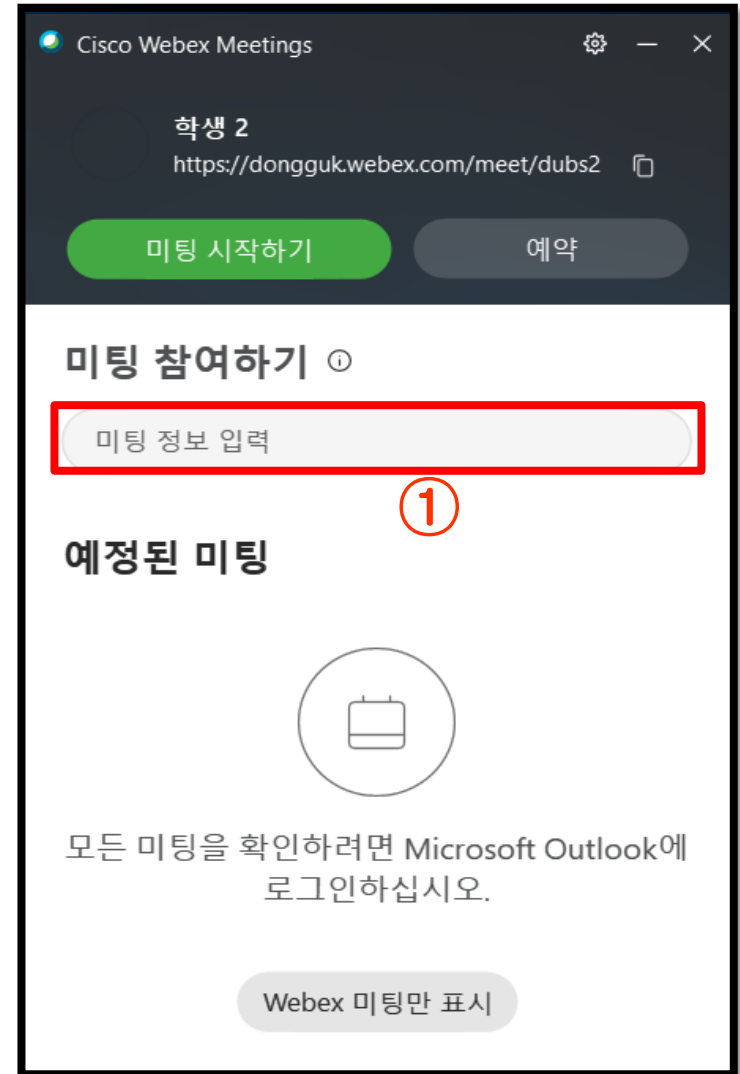 Cisco Webex Meetings
학생 2
https://dongguk.webex.com/meet/dubs2
미팅 시작하기
예약
미팅 참여하기
미팅 정보 입력
①
예정된 미팅
모든 미팅을 확인하려면 Microsoft Outlook에
로그인하십시오.
Webex 미팅만 표시